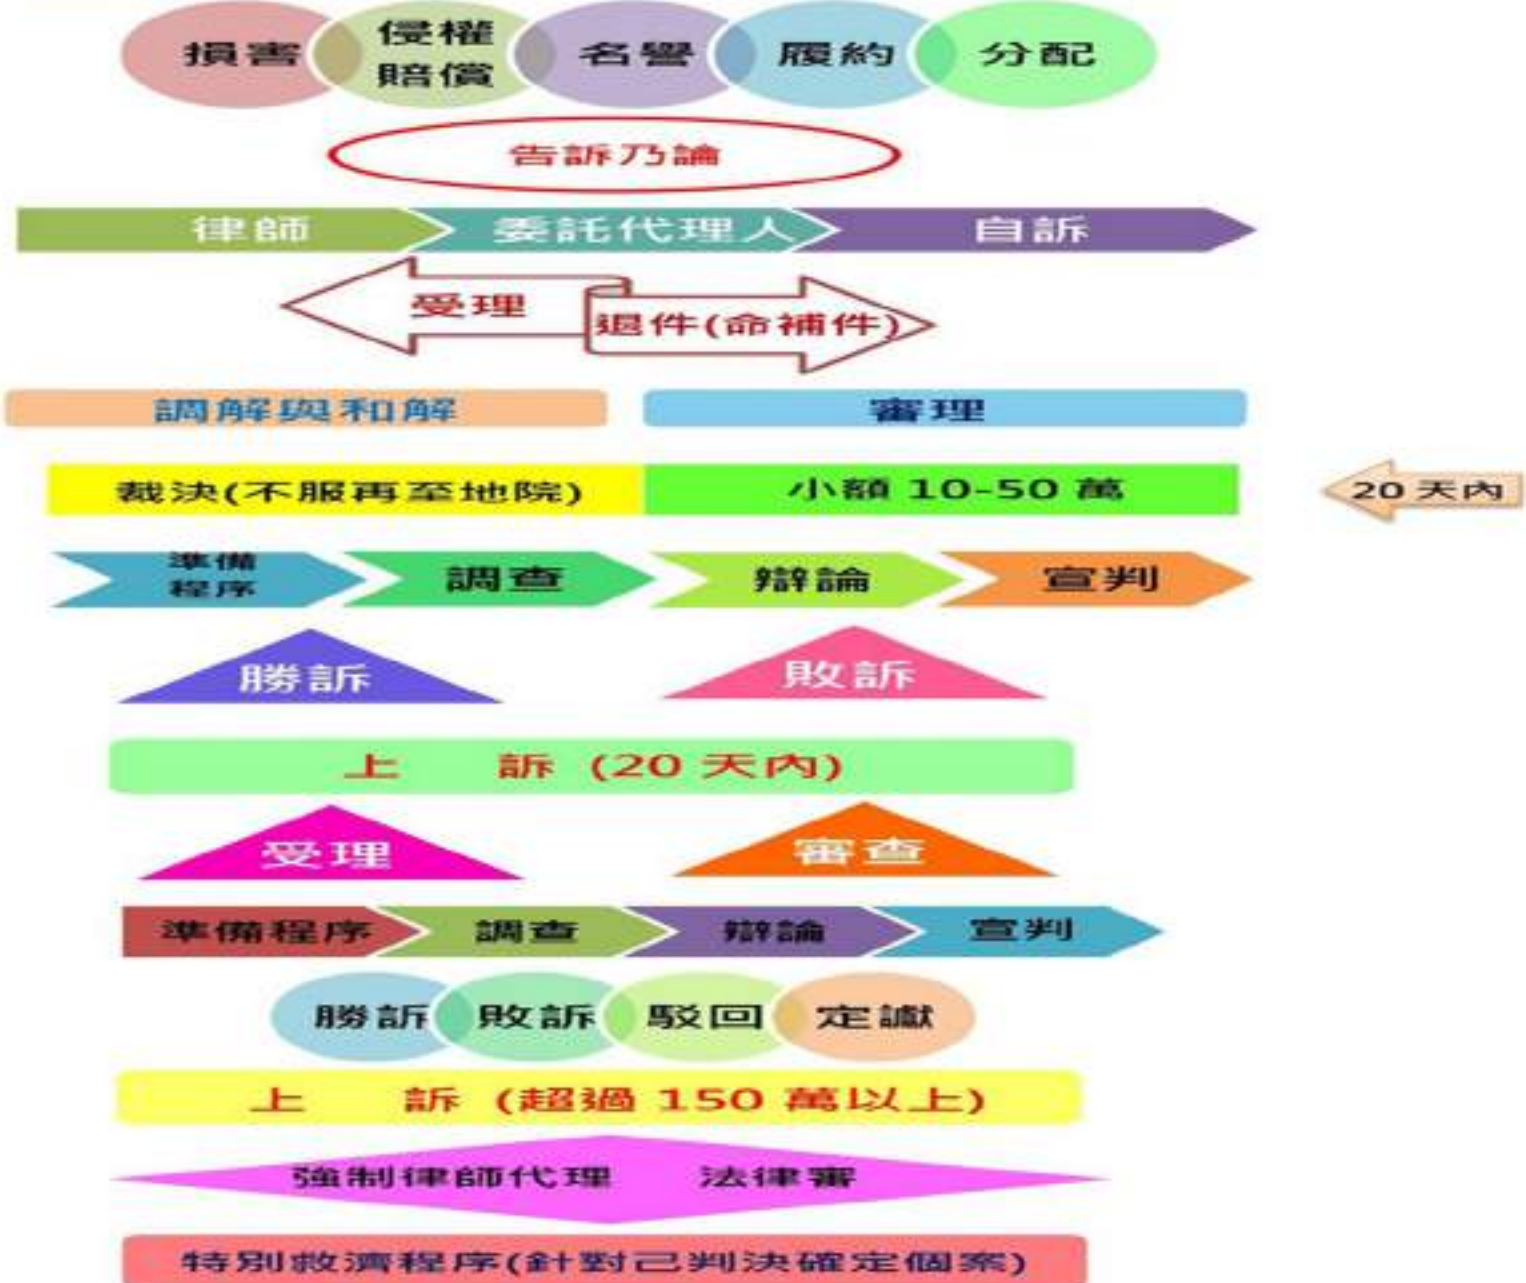 損害
侵權
賠償
名譽
履約
分配
告訴乃論
律師
委託代理人
自訴
受理
退件(命補件)
調解與和解
審理
裁決(不服再至地院)
小額 10-50 萬
20 天內
準備
程序
調查
辯論
宣判
勝訴
敗訴
上 訴 (20 天內)
受理
審查
準備程序
調查
辯論
宣判
勝訴
敗訴
駁回
定讞
上 訴 (超過 150 萬以上)
強制律師代理 法律審
特別救濟程序(針對己判決確定個案)